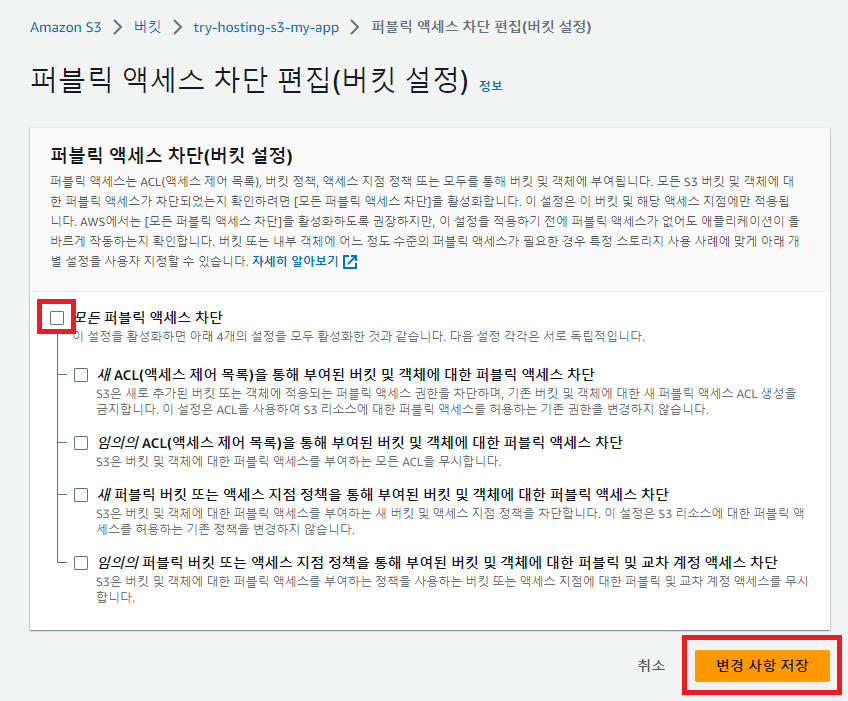 Amazon S3 > 버킷 > try-hosting-s3-my-app > 퍼블릭 액세스 차단 편집(버킷 설정)
퍼블릭 액세스 차단 편집(버킷 설정) 정보
퍼블릭 액세스 차단(버킷 설정)
퍼블릭 액세스는 ACL(액세스 제어 목록), 버킷 정책, 액세스 지점 정책 또는 모두를 통해 버킷 및 객체에 부여됩니다. 모든 S3 버킷 및 객체에 대
한 퍼블릭 액세스가 차단되었는지 확인하려면 [모든 퍼블릭 액세스 차단]을 활성화합니다. 이 설정은 이 버킷 및 해당 액세스 지점에만 적용됩
니다. AWS에서는 [모든 퍼블릭 액세스 차단]을 활성화하도록 권장하지만, 이 설정을 적용하기 전에 퍼블릭 액세스가 없어도 애플리케이션이 올
바르게 작동하는지 확인합니다. 버킷 또는 내부 객체에 어느 정도 수준의 퍼블릭 액세스가 필요한 경우 특정 스토리지 사용 사례에 맞게 아래 개
별 설정을 사용자 지정할 수 있습니다. 자세히 알아보기
모든 퍼블릭 액세스 차단
이 설정을 활성화하면 아래 4개의 설정을 모두 활성화한 것과 같습니다. 다음 설정 각각은 서로 독립적입니다.
새 ACL(액세스 제어 목록)을 통해 부여된 버킷 및 객체에 대한 퍼블릭 액세스 차단
S3은 새로 추가된 버킷 또는 객체에 적용되는 퍼블릭 액세스 권한을 차단하며, 기존 버킷 및 객체에 대한 새 퍼블릭 액세스 ACL 생성을
금지합니다. 이 설정은 ACL을 사용하여 S3 리소스에 대한 퍼블릭 액세스를 허용하는 기존 권한을 변경하지 않습니다.
임의의 ACL(액세스 제어 목록)을 통해 부여된 버킷 및 객체에 대한 퍼블릭 액세스 차단
S3은 버킷 및 객체에 대한 퍼블릭 액세스를 부여하는 모든 ACL을 무시합니다.
새 퍼블릭 버킷 또는 액세스 지점 정책을 통해 부여된 버킷 및 객체에 대한 퍼블릭 액세스 차단
S3은 버킷 및 객체에 대한 퍼블릭 액세스를 부여하는 새 버킷 및 액세스 지점 정책을 차단합니다. 이 설정은 S3 리소스에 대한 퍼블릭 액
세스를 허용하는 기존 정책을 변경하지 않습니다.
임의의 퍼블릭 버킷 또는 액세스 지점 정책을 통해 부여된 버킷 및 객체에 대한 퍼블릭 및 교차 계정 액세스 차단
S3은 버킷 및 객체에 대한 퍼블릭 액세스를 부여하는 정책을 사용하는 버킷 또는 액세스 지점에 대한 퍼블릭 및 교차 계정 액세스를 무시
합니다.
취소 변경 사항 저장